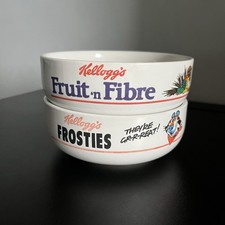 Kellogg's
Fruit 'n Fibre
Kellogg's
FROSTIES
THEY'RE
GR-R-REAT!